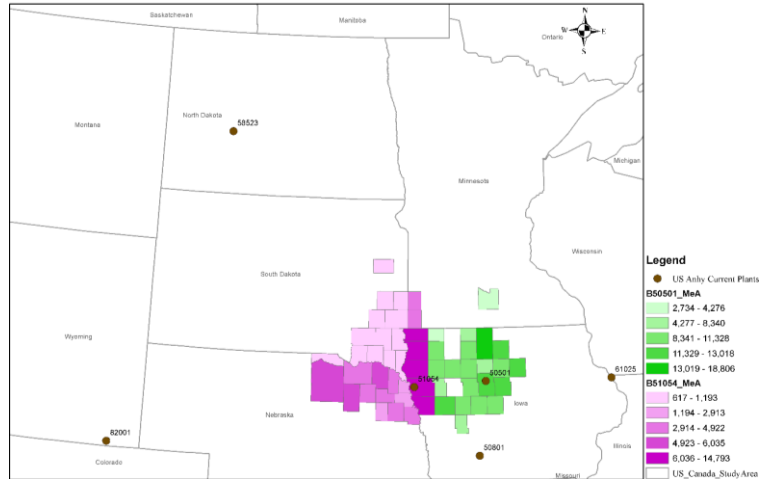 Saskatchewan
Manitoba
Ontario
N
W E
S
Montana
North Dakota
58523
Minnesota
Michigan
Wisconsin
South Dakota
Wyoming
Legend
US Anhy Current Plants
B50501_MeA
2,734 - 4,276
4,277 - 8,340
8,341 - 11,328
11,329 - 13,018
13,019 - 18,806
B51054_MeA
617 - 1,193
1,194 - 2,913
2,914 - 4,922
4,923 - 6,035
6,036 - 14,793
US_Canada_StudyArea
61025
50501
51054
Iowa
Nebraska
82001
Colorado
50801
Illinois
Missouri